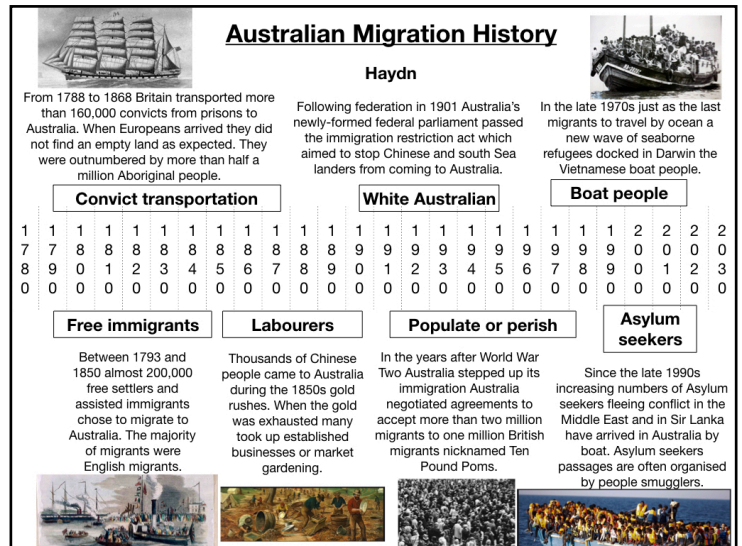 Australian Migration History
Haydn
From 1788 to 1868 Britain transported more
than 160,000 convicts from prisons to
Australia. When Europeans arrived they did
not find an empty land as expected. They
were outnumbered by more than half a
million Aboriginal people.
Following federation in 1901 Australia's
newly-formed federal parliament passed
the immigration restriction act which
aimed to stop Chinese and south Sea
landers from coming to Australia.
In the late 1970s just as the last
migrants to travel by ocean a
new wave of seaborne
refugees docked in Darwin the
Vietnamese boat people.
Convict transportation
White Australian
Boat people
1780 1790 1800 1810 1820 1830 1840 1850 1860 1870 1880 1890 1900 1910 1920 1930 1940 1950 1960 1970 1980 1990 2000 2010 2020 2030
Free immigrants
Labourers
Populate or perish
Asylum
seekers
Between 1793 and
1850 almost 200,000
free settlers and
assisted immigrants
chose to migrate to
Australia. The majority
of migrants were
English migrants.
Thousands of Chinese
people came to Australia
during the 1850s gold
rushes. When the gold
was exhausted many
took up established
businesses or market
gardening.
In the years after World War
Two Australia stepped up its
immigration Australia
negotiated agreements to
accept more than two million
migrants to one million British
migrants nicknamed Ten
Pound Poms.
Since the late 1990s
increasing numbers of Asylum
seekers fleeing conflict in the
Middle East and in Sir Lanka
have arrived in Australia by
boat. Asylum seekers
passages are often organised
by people smugglers.